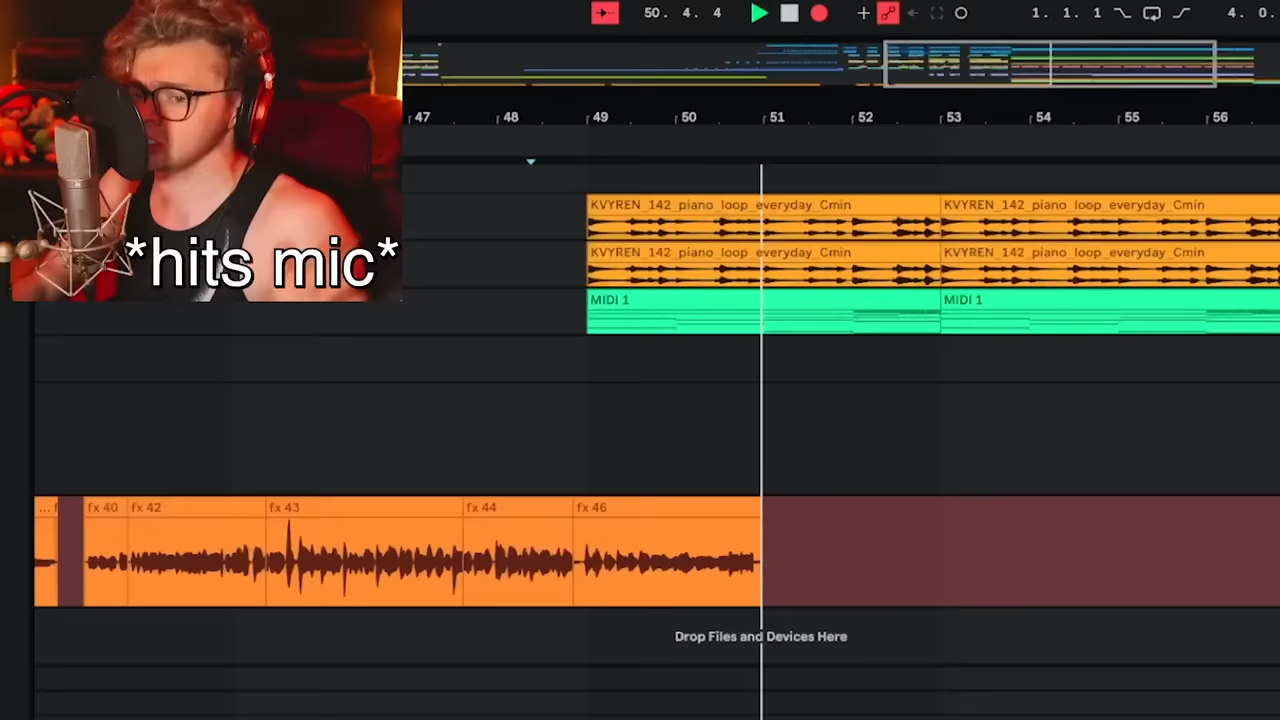 50. 4. 4
1. 1. 1
4. 0.
47 48 49 50 51 52 53 54 55 56
*hits mic*
KVYREN_142_piano_loop_everyday_Cmin KVYREN_142_piano_loop_everyday_Cmin
KVYREN_142_piano_loop_everyday_Cmin KVYREN_142_piano_loop_everyday_Cmin
MIDI 1 MIDI 1
... f fx 40 fx 42 fx 43 fx 44 fx 46
Drop Files and Devices Here